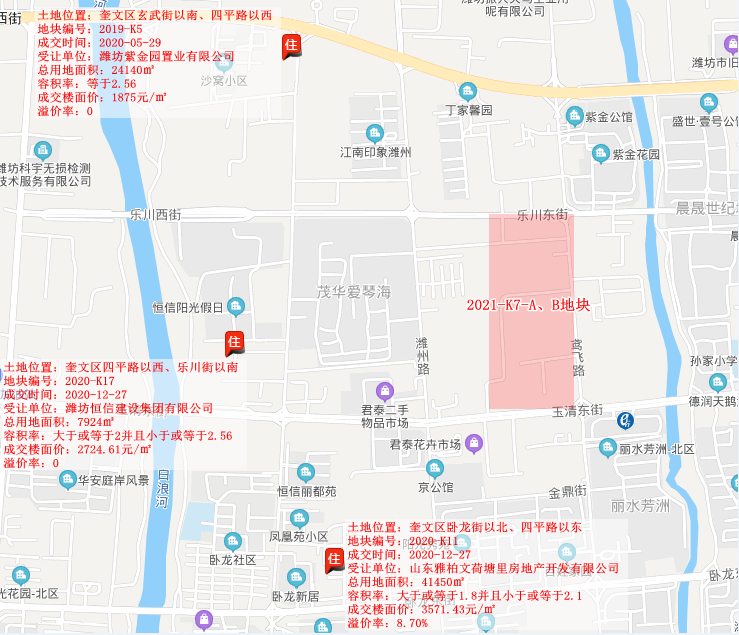 西街
河
潍坊
呢有限公司
土地位置：奎文区玄武街以南、四平路以西
地块编号：2019-K5
成交时间：2020-05-29
受让单位：潍坊紫金园置业有限公司
总用地面积：24140㎡
容积率：等于2.56
成交楼面价：1875元/㎡
溢价率：0
住
沙窝小区
潍坊市旧
丁家馨园
紫金公馆
盛世·壹号公馆
江南印象潍州
紫金花园
潍坊科宇无损检测
技术服务有限公司
乐川西街
乐川东街
晨晟世纪
茂华爱琴海
2021-K7-A、B地块
恒信阳光假日
住
潍州路
鸢飞路
孙家小学
土地位置：奎文区四平路以西、乐川街以南
地块编号：2020-K17
成交时间：2020-12-27
受让单位：潍坊恒信建设集团有限公司
总用地面积：7924㎡
容积率：大于或等于2并且小于或等于2.56
成交楼面价：2724.61元/㎡
溢价率：0
德润天鹅
君泰二手
物品市场
玉清东街
君泰花卉市场
丽水芳洲-北区
白浪河
华安庭岸风景
恒信丽都苑
京公馆
金鼎街
丽水芳洲
凤凰苑小区
土地位置：奎文区卧龙街以北、四平路以东
地块编号：2020-K11
成交时间：2020-12-27
受让单位：山东雅柏文荷塘里房地产开发有限公司
总用地面积：41450㎡
容积率：大于或等于1.8并且小于或等于2.1
成交楼面价：3571.43元/㎡
溢价率：8.70%
住
卧龙社区
卧龙东
光花园-北区
卧龙新居